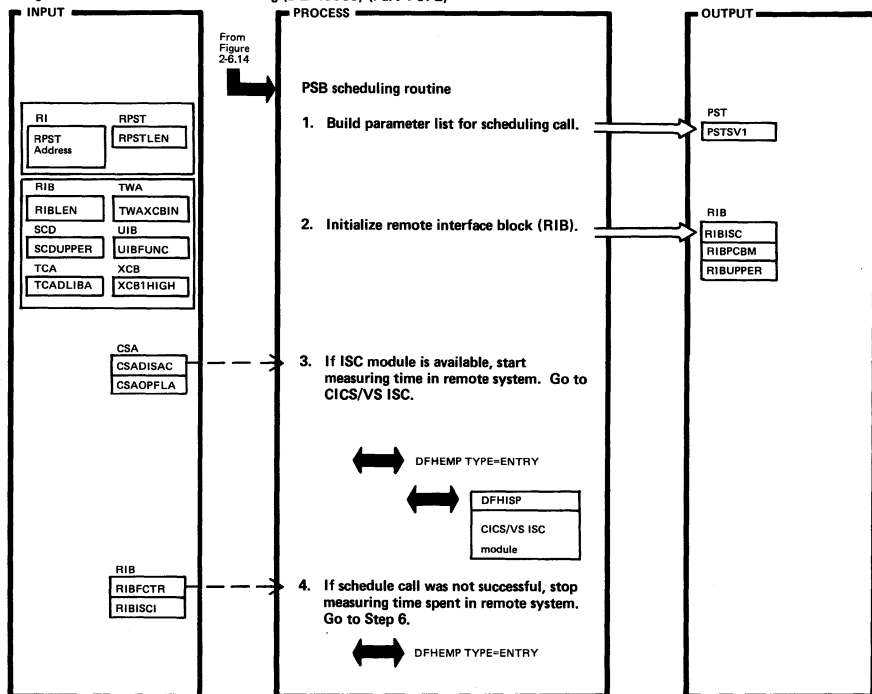 INPUT
PROCESS
OUTPUT
From
Figure
2-6.14
PSB scheduling routine
1. Build parameter list for scheduling call.
PST
PSTSV1
RI
RPST
Address
RPST
RPSTLEN
RIB
RIBLEN
TWA
TWAXCBIN
SCD
SCDUPPER
UIB
UIBFUNC
TCA
TCADLIBA
XCB
XCB1HIGH
2. Initialize remote interface block (RIB).
RIB
RIBISC
RIBPCBM
RIBUPPER
CSA
CSADISAC
CSAOPFLA
3. If ISC module is available, start
measuring time in remote system. Go to
CICS/VS ISC.
DFHEMP TYPE=ENTRY
DFHISP
CICS/VS ISC
module
RIB
RIBFCTR
RIBISCI
4. If schedule call was not successful, stop
measuring time spent in remote system.
Go to Step 6.
DFHEMP TYPE=ENTRY